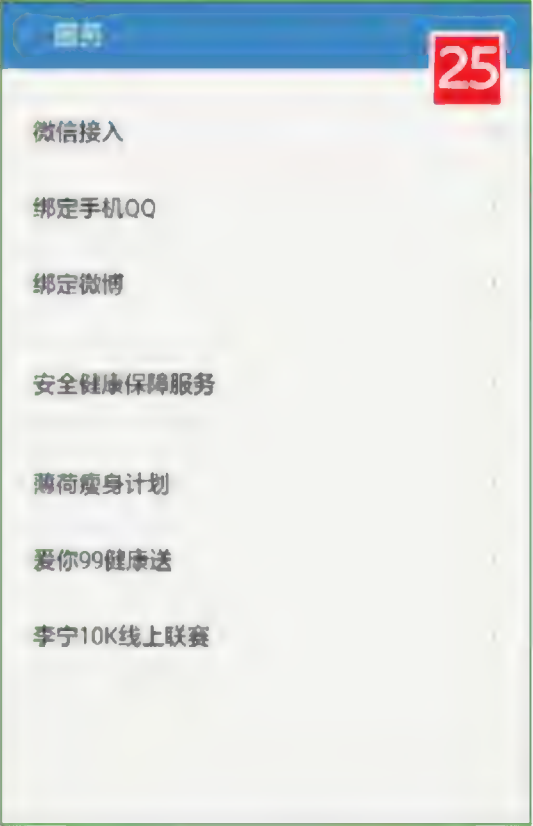 服务
25
微信接入
绑定手机QQ
绑定微博
安全健康保障服务
薄荷瘦身计划
爱你99健康送
李宁10K线上联赛